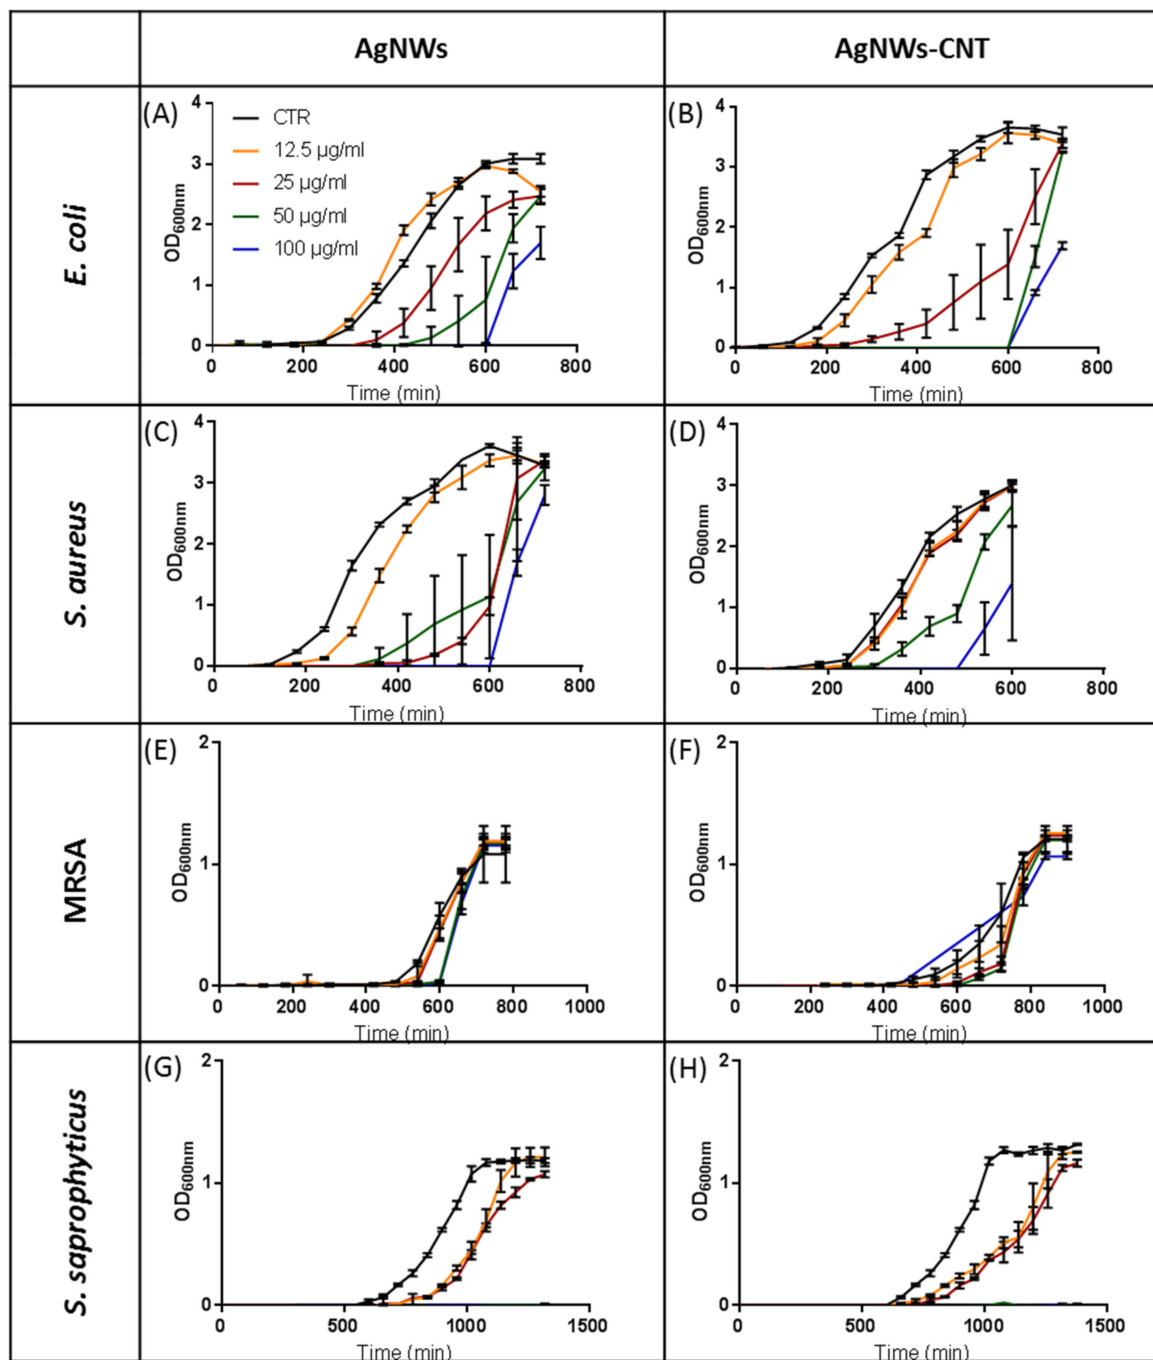 AgNWs
AgNWs-CNT
E. coli
(A)
4
3
2
1
0
OD600nm
CTR
12.5 µg/ml
25 µg/ml
50 µg/ml
100 µg/ml
0 200 400 600 800
Time (min)
(B)
4
3
2
1
0
OD600nm
0 200 400 600 800
Time (min)
S. aureus
(C)
4
3
2
1
0
OD600nm
0 200 400 600 800
Time (min)
(D)
4
3
2
1
0
OD600nm
0 200 400 600 800
Time (min)
MRSA
(E)
2
1
0
OD600nm
0 200 400 600 800 1000
Time (min)
(F)
2
1
0
OD600nm
0 200 400 600 800 1000
Time (min)
S. saprophyticus
(G)
2
1
0
OD600nm
0 500 1000 1500
Time (min)
(H)
2
1
0
OD600nm
0 500 1000 1500
Time (min)